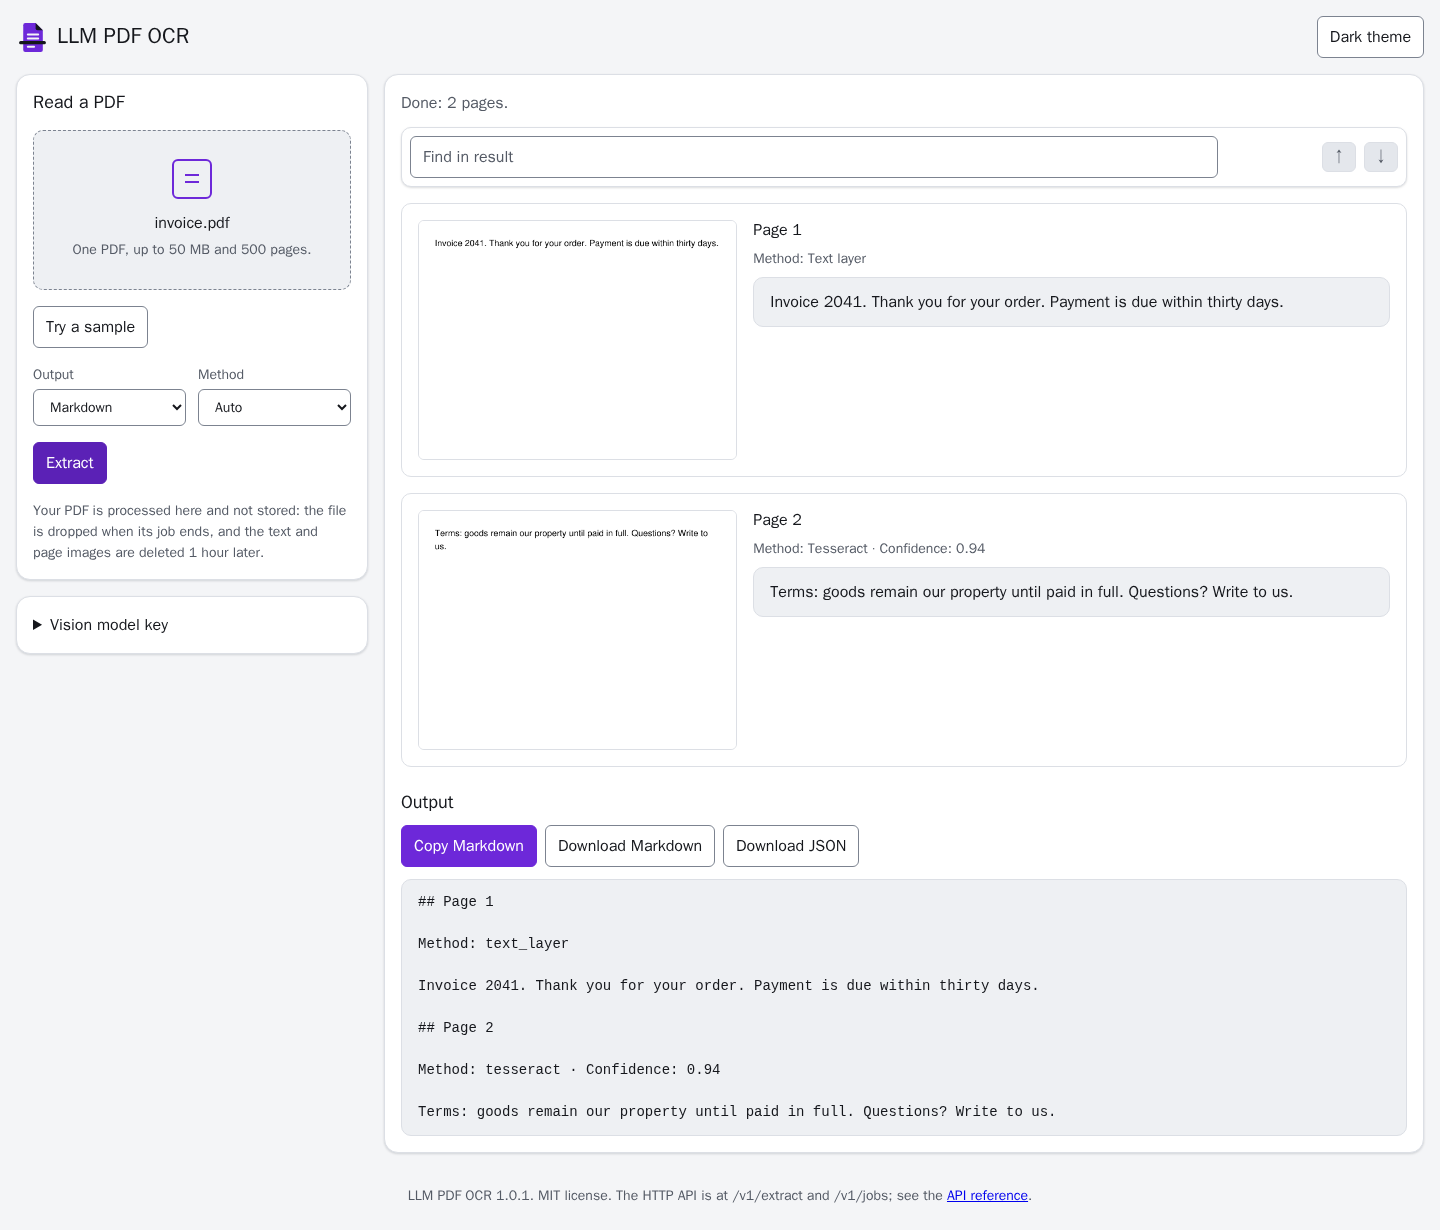 LLM PDF OCR
Dark theme
Read a PDF
invoice.pdf
One PDF, up to 50 MB and 500 pages.
Try a sample
Output
Method
Markdown
Auto
Extract
Your PDF is processed here and not stored: the file
is dropped when its job ends, and the text and
page images are deleted 1 hour later.
Vision model key
Done: 2 pages.
Find in result
↑
↓
Invoice 2041. Thank you for your order. Payment is due within thirty days.
Page 1
Method: Text layer
Invoice 2041. Thank you for your order. Payment is due within thirty days.
Terms: goods remain our property until paid in full. Questions? Write to
us.
Page 2
Method: Tesseract · Confidence: 0.94
Terms: goods remain our property until paid in full. Questions? Write to us.
Output
Copy Markdown
Download Markdown
Download JSON
## Page 1
Method: text_layer
Invoice 2041. Thank you for your order. Payment is due within thirty days.
## Page 2
Method: tesseract · Confidence: 0.94
Terms: goods remain our property until paid in full. Questions? Write to us.
LLM PDF OCR 1.0.1. MIT license. The HTTP API is at /v1/extract and /v1/jobs; see the API reference.